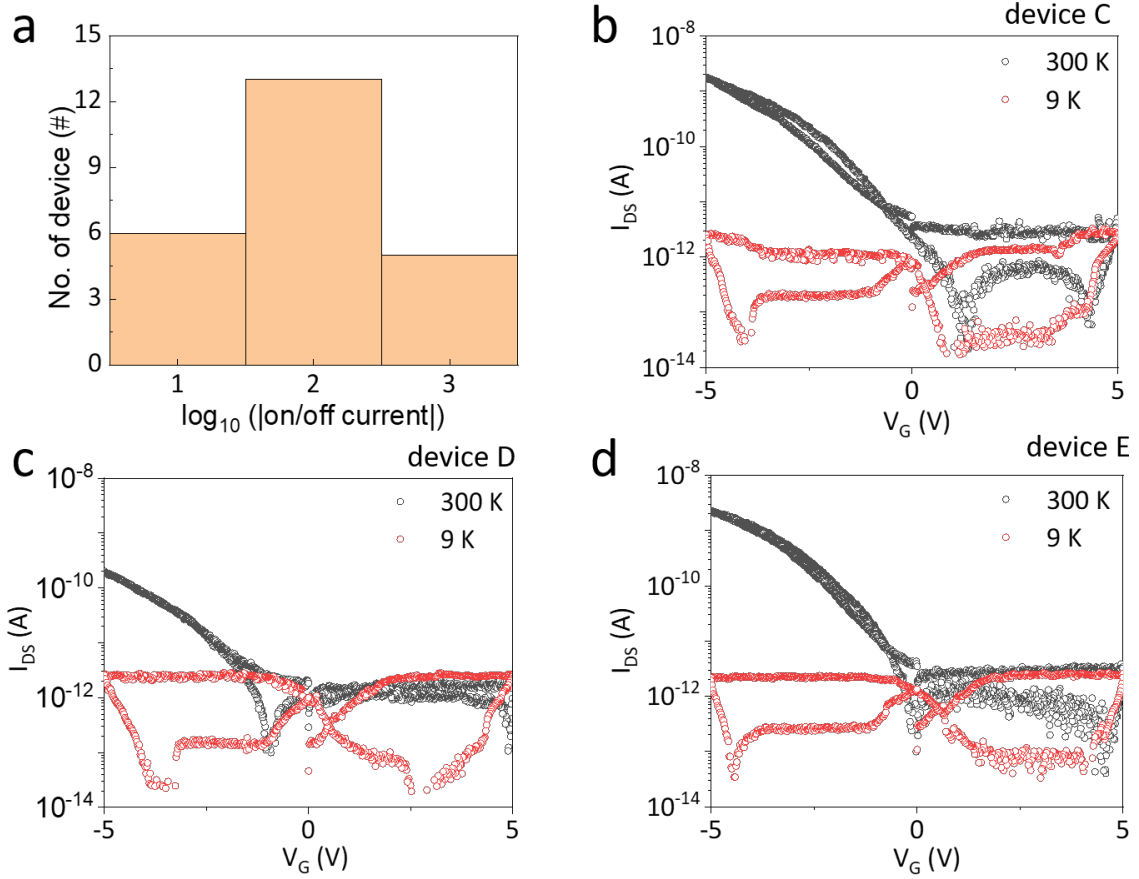 a
15
12
9
6
3
0
No. of device (#)
1 2 3
log10 (|on/off current|)
b
device C
300 K
9 K
10-8
10-10
10-12
10-14
IDS (A)
-5 0 5
VG (V)
c
device D
300 K
9 K
10-8
10-10
10-12
10-14
IDS (A)
-5 0 5
VG (V)
d
device E
300 K
9 K
10-8
10-10
10-12
10-14
IDS (A)
-5 0 5
VG (V)